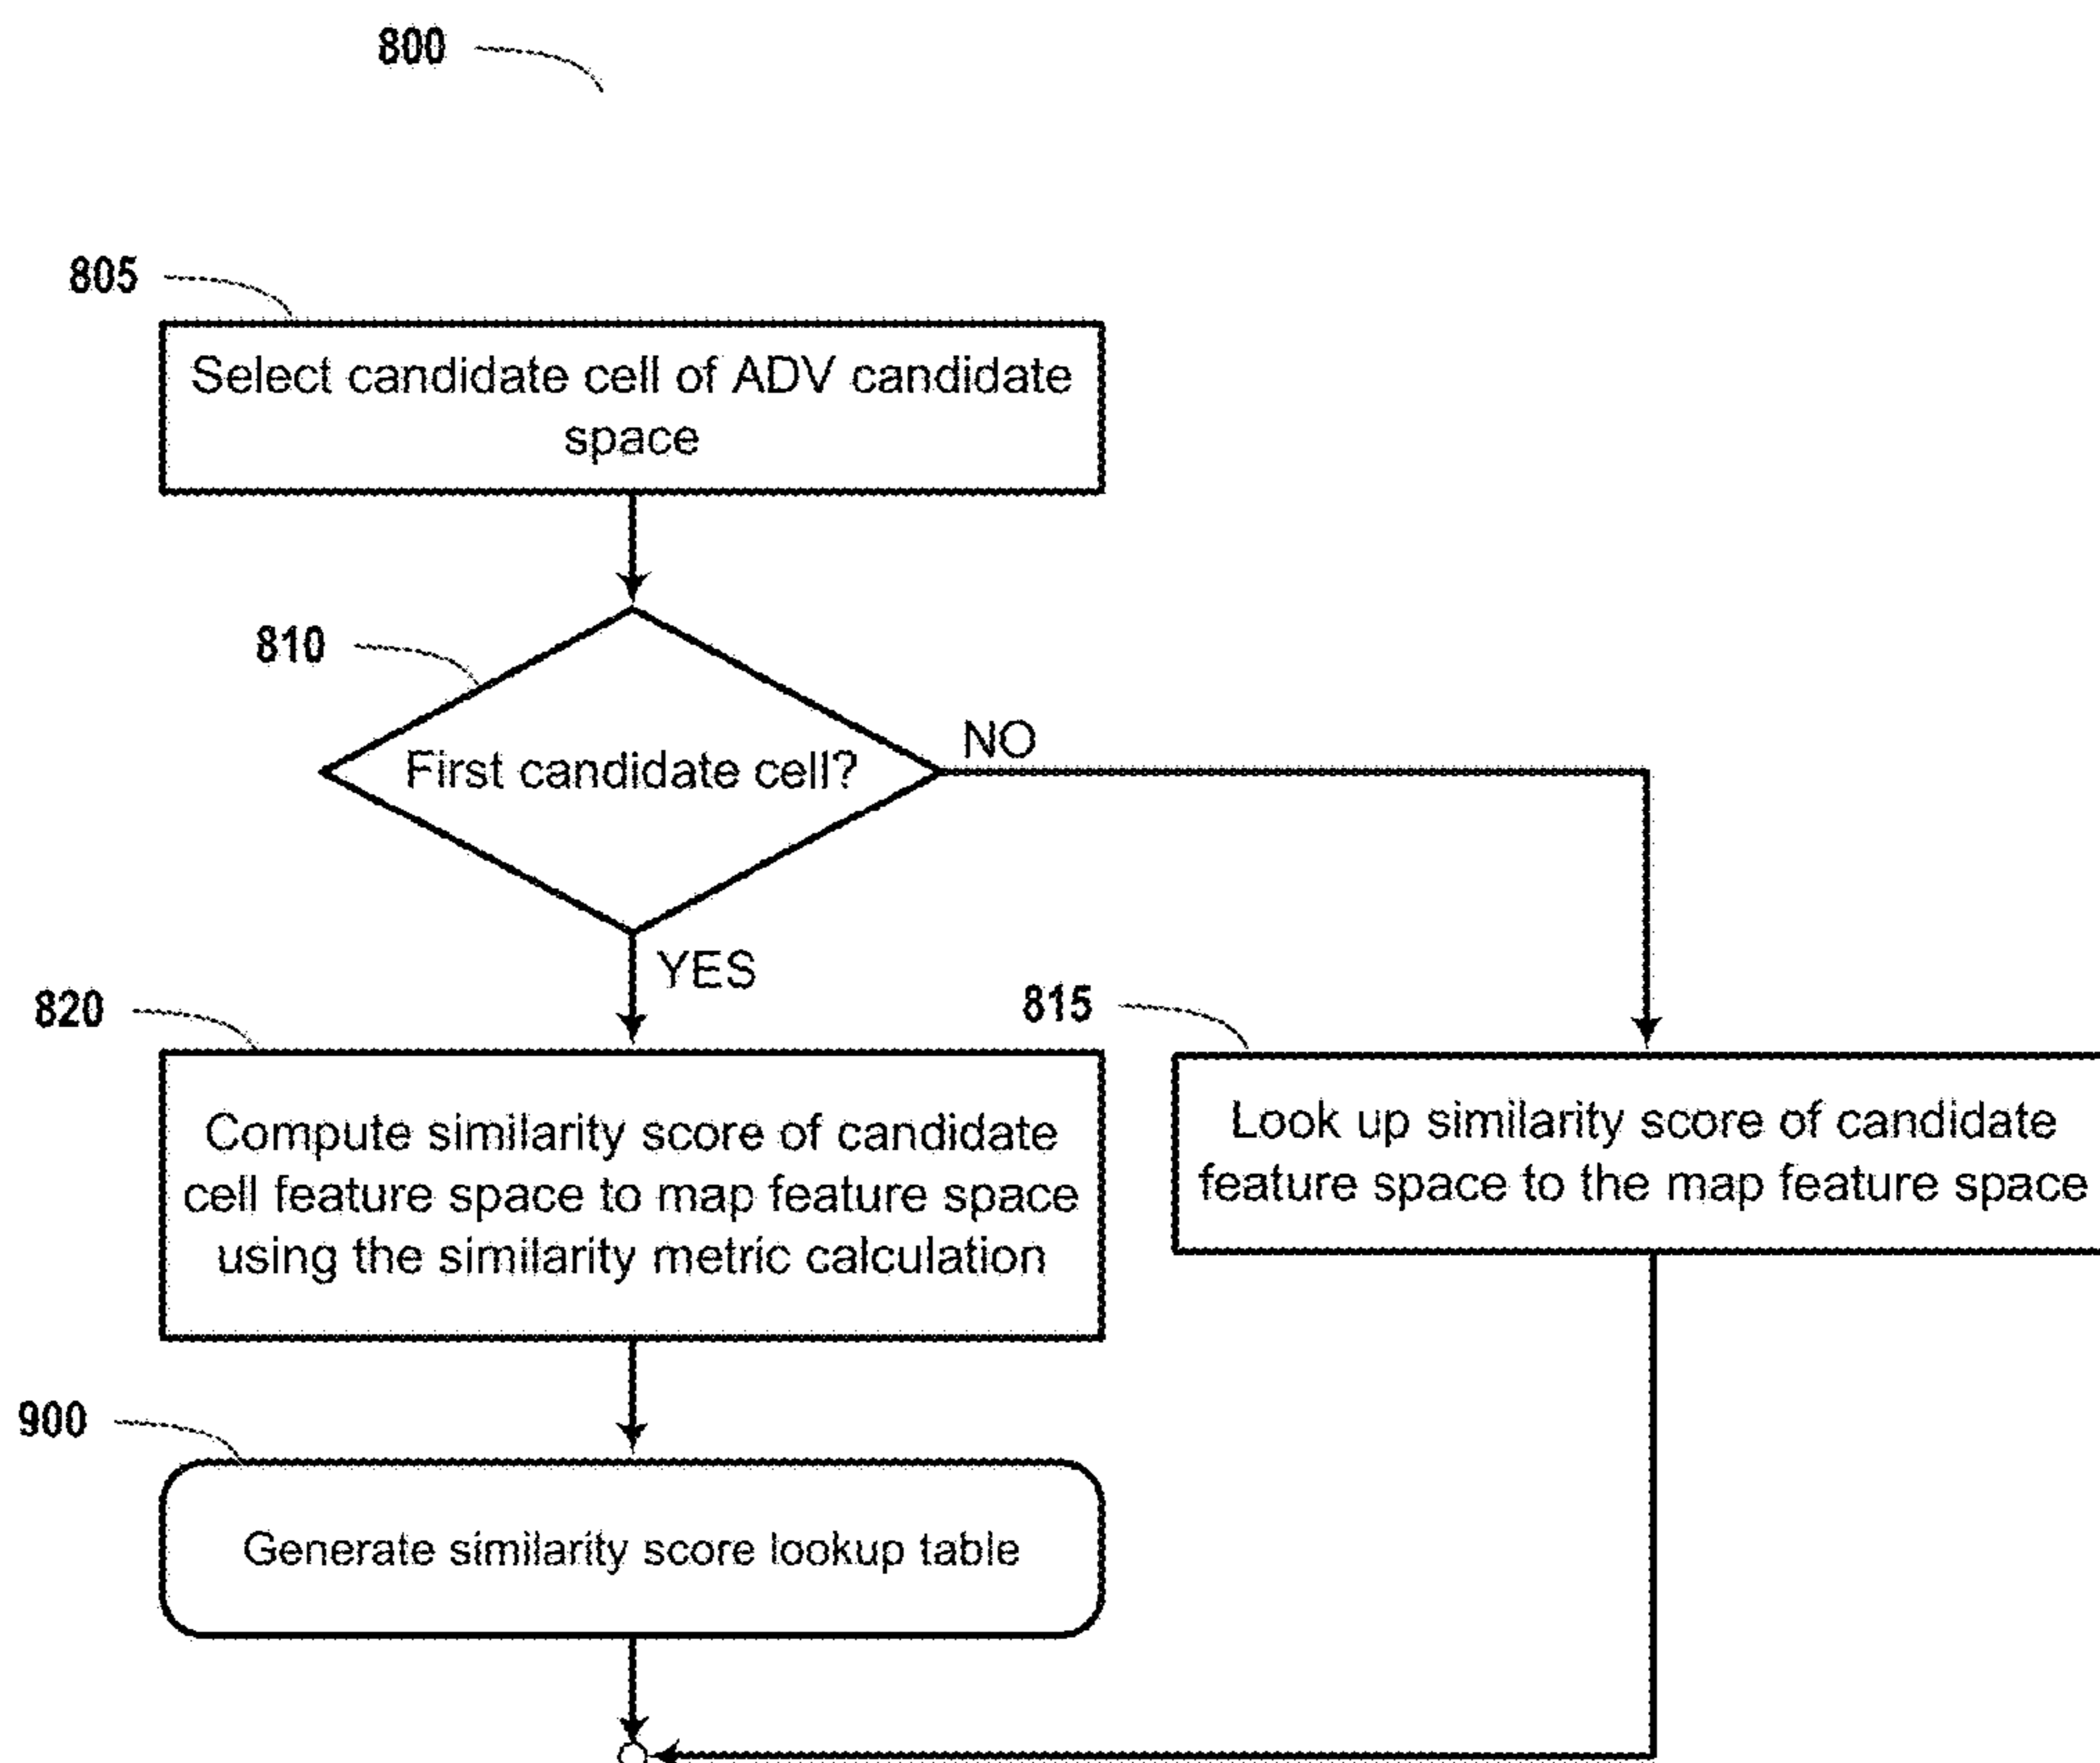 800
805
Select candidate cell of ADV candidate
space
810
First candidate cell?
NO
YES
820
815
Compute similarity score of candidate
cell feature space to map feature space
using the similarity metric calculation
Look up similarity score of candidate
feature space to the map feature space
900
Generate similarity score lookup table